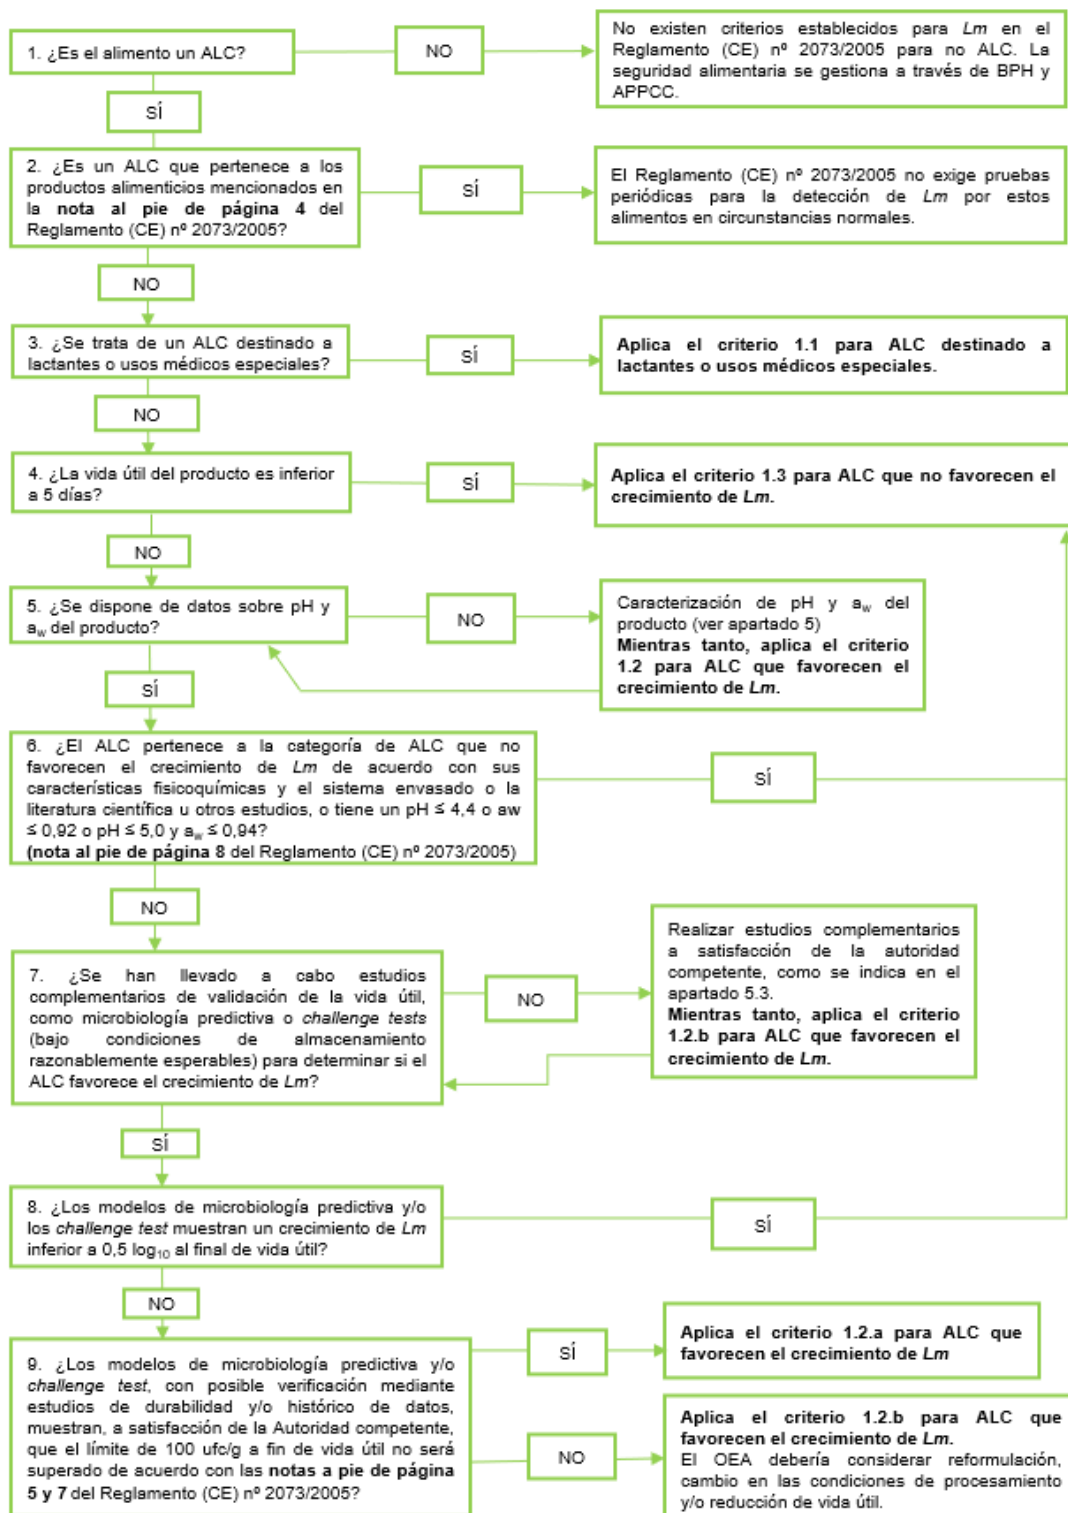 1. ¿Es el alimento un ALC?
NO
No existen criterios establecidos para Lm en el
Reglamento (CE) nº 2073/2005 para no ALC. La
seguridad alimentaria se gestiona a través de BPH y
APPCC.
SÍ
2. ¿Es un ALC que pertenece a los
productos alimenticios mencionados en
la nota al pie de página 4 del
Reglamento (CE) nº 2073/2005?
SÍ
El Reglamento (CE) nº 2073/2005 no exige pruebas
periódicas para la detección de Lm por estos
alimentos en circunstancias normales.
NO
3. ¿Se trata de un ALC destinado a
lactantes o usos médicos especiales?
SÍ
Aplica el criterio 1.1 para ALC destinado a
lactantes o usos médicos especiales.
NO
4. ¿La vida útil del producto es inferior
a 5 días?
SÍ
Aplica el criterio 1.3 para ALC que no favorecen el
crecimiento de Lm.
NO
5. ¿Se dispone de datos sobre pH y
aw del producto?
NO
Caracterización de pH y aw del
producto (ver apartado 5)
Mientras tanto, aplica el criterio
1.2 para ALC que favorecen el
crecimiento de Lm.
SÍ
6. ¿El ALC pertenece a la categoría de ALC que no
favorecen el crecimiento de Lm de acuerdo con sus
características fisicoquímicas y el sistema envasado o la
literatura científica u otros estudios, o tiene un pH ≤ 4,4 o aw
≤ 0,92 o pH ≤ 5,0 y aw ≤ 0,94?
(nota al pie de página 8 del Reglamento (CE) nº 2073/2005)
SÍ
NO
7. ¿Se han llevado a cabo estudios
complementarios de validación de la vida útil,
como microbiología predictiva o challenge tests
(bajo condiciones de almacenamiento
razonablemente esperables) para determinar si el
ALC favorece el crecimiento de Lm?
NO
Realizar estudios complementarios
a satisfacción de la autoridad
competente, como se indica en el
apartado 5.3.
Mientras tanto, aplica el criterio
1.2.b para ALC que favorecen el
crecimiento de Lm.
SÍ
8. ¿Los modelos de microbiología predictiva y/o
los challenge test muestran un crecimiento de Lm
inferior a 0,5 log10 al final de vida útil?
SÍ
NO
9. ¿Los modelos de microbiología predictiva y/o
challenge test, con posible verificación mediante
estudios de durabilidad y/o histórico de datos,
muestran, a satisfacción de la Autoridad competente,
que el límite de 100 ufc/g a fin de vida útil no será
superado de acuerdo con las notas a pie de página
5 y 7 del Reglamento (CE) nº 2073/2005?
SÍ
Aplica el criterio 1.2.a para ALC que
favorecen el crecimiento de Lm
NO
Aplica el criterio 1.2.b para ALC que
favorecen el crecimiento de Lm.
El OEA debería considerar reformulación,
cambio en las condiciones de procesamiento
y/o reducción de vida útil.